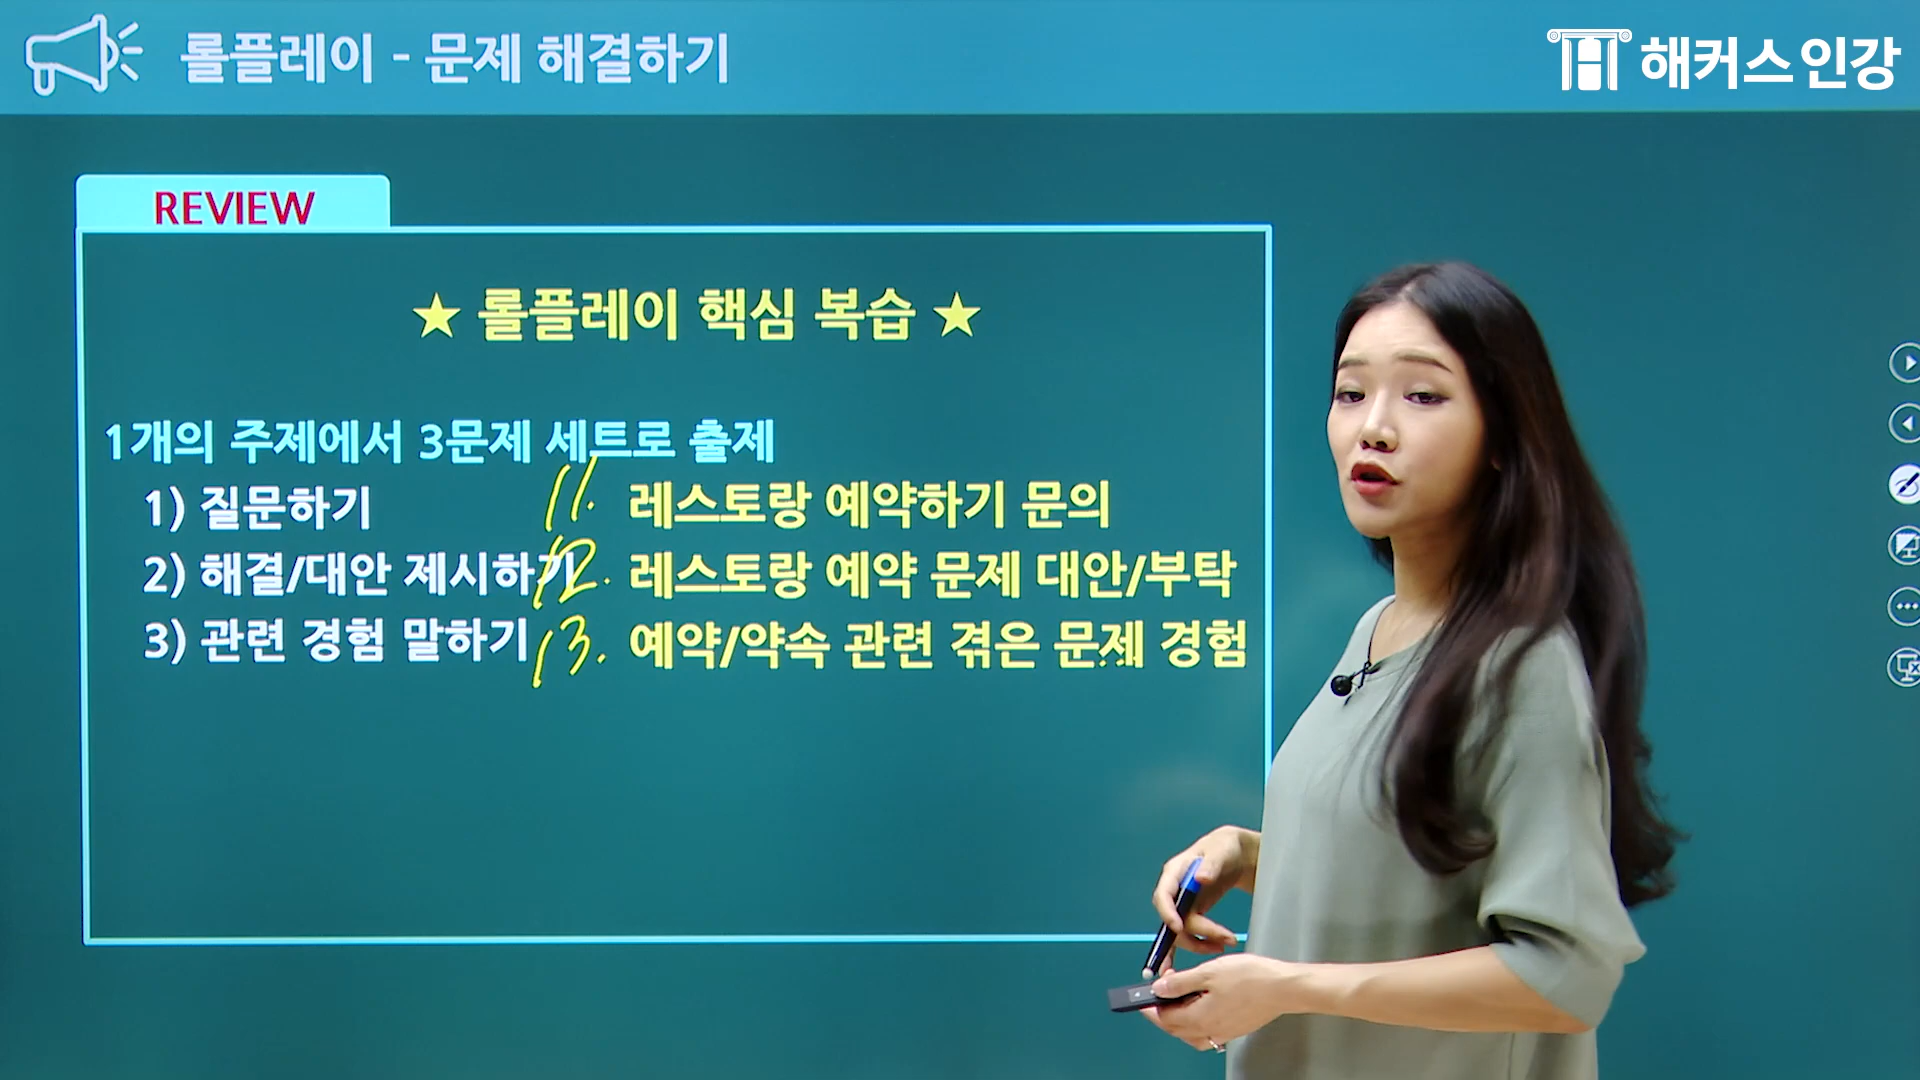 롤플레이 - 문제 해결하기
해커스인강
REVIEW
★ 롤플레이 핵심 복습 ★
1개의 주제에서 3문제 세트로 출제
1) 질문하기 11. 레스토랑 예약하기 문의
2) 해결/대안 제시하기 12. 레스토랑 예약 문제 대안/부탁
3) 관련 경험 말하기 13. 예약/약속 관련 겪은 문제 경험